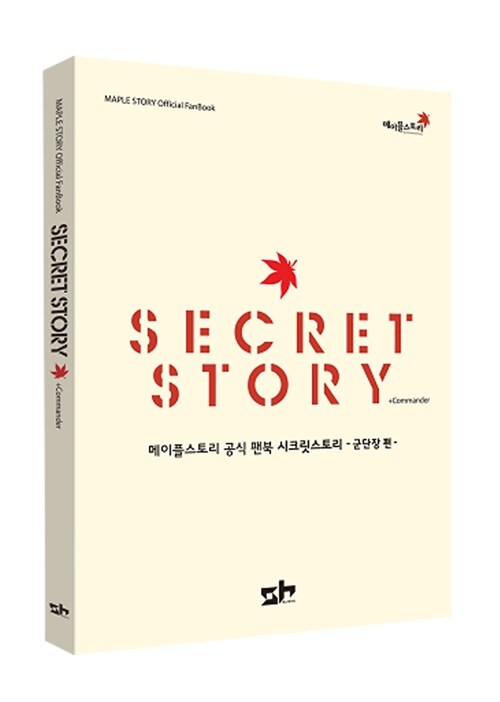 MAPLE STORY Official FanBook
메이플스토리
SECRET
STORY
+Commander
메이플스토리 공식 팬북 시크릿스토리 - 군단장 편 -
sh
MAPLE STORY Official FanBook
SECRET STORY
+Commander
sh